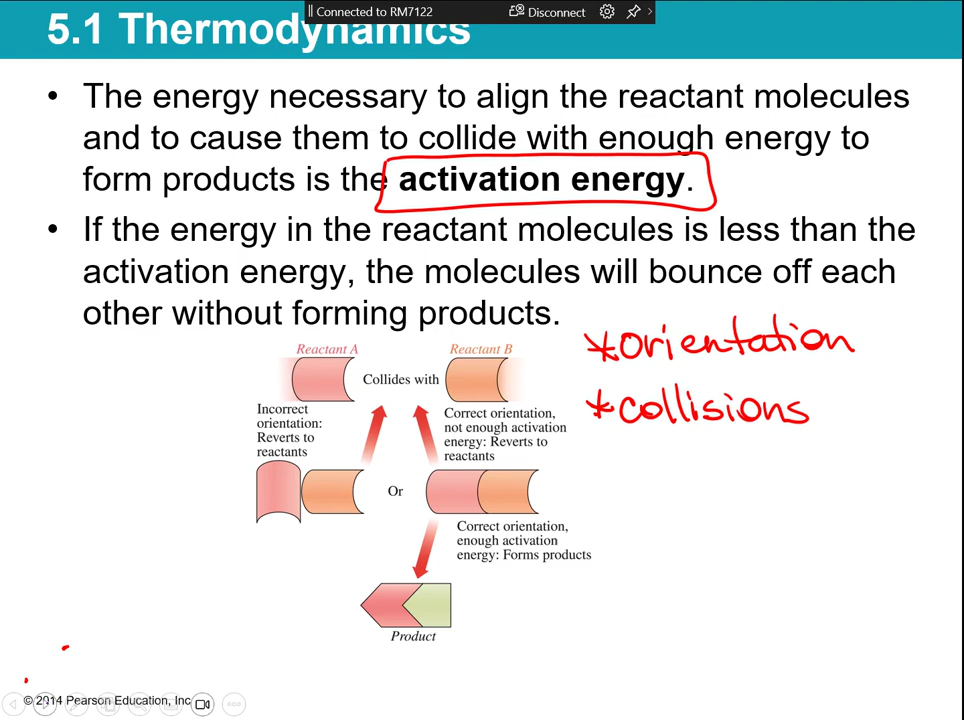 Connected to RM7122 Disconnect
5.1 Thermodynamics
• The energy necessary to align the reactant molecules
and to cause them to collide with enough energy to
form products is the activation energy.
• If the energy in the reactant molecules is less than the
activation energy, the molecules will bounce off each
other without forming products.
*orientation
*collisions
Reactant A
Reactant B
Collides with
Incorrect
orientation:
Reverts to
reactants
Correct orientation,
not enough activation
energy: Reverts to
reactants
Or
Correct orientation,
enough activation
energy: Forms products
Product
© 2014 Pearson Education, Inc